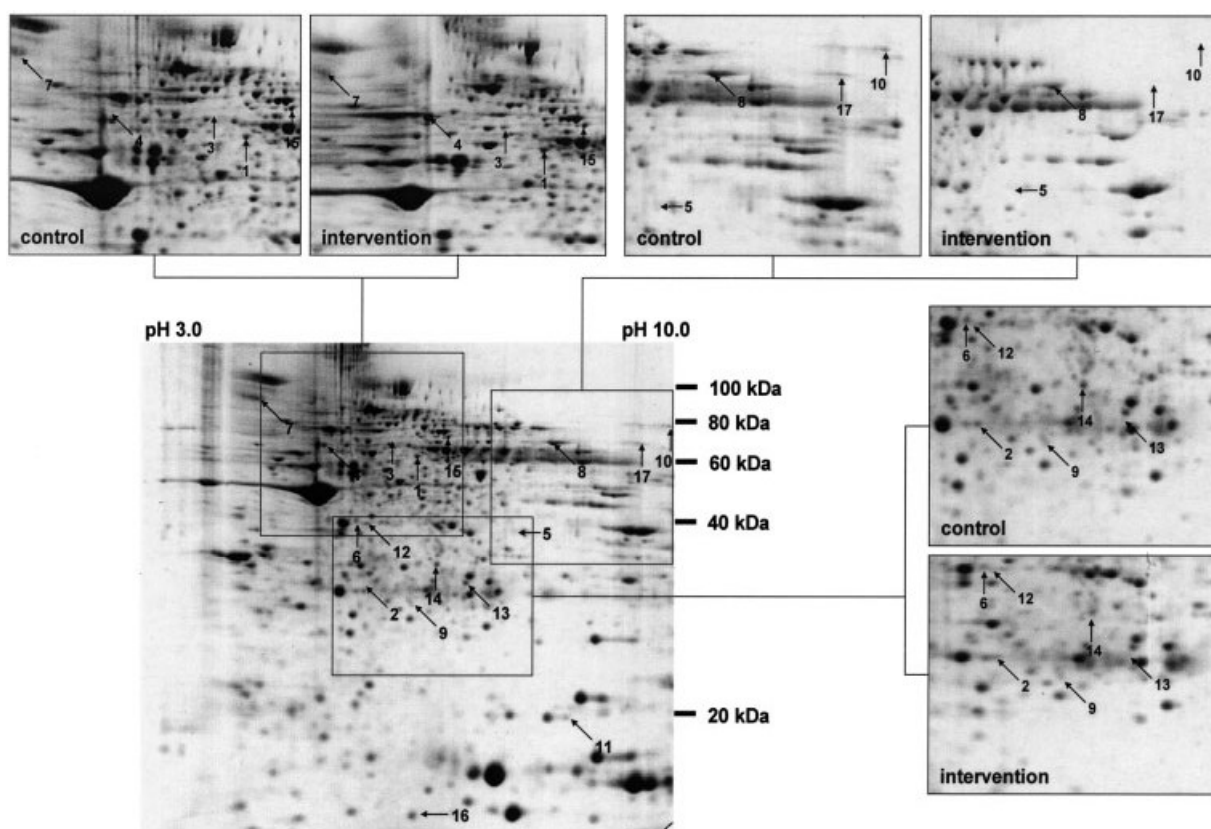 7 4 3 1 15
control
7 4 3 1 15
intervention
8 17 10 5
control
8 17 10 5
intervention
pH 3.0 pH 10.0
100 kDa
80 kDa
60 kDa
40 kDa
20 kDa
7 4 3 1 15 8 17 10
6 12 5
2 9 14 13
11
16
6 12
14
2 9 13
control
6 12
14
2 9 13
intervention